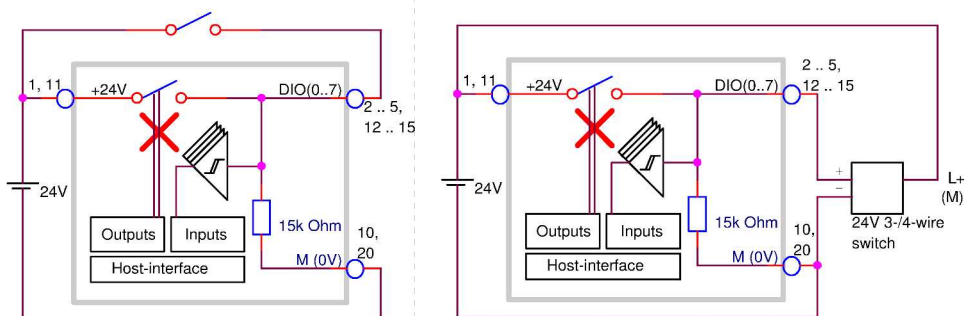 1, 11
+24V
DIO(0..7)
2 .. 5,
12 .. 15
24V
Outputs
Inputs
Host-interface
15k Ohm
M (0V)
10,
20
1, 11
+24V
DIO(0..7)
2 .. 5,
12 .. 15
24V
Outputs
Inputs
Host-interface
15k Ohm
M (0V)
10,
20
+
−
L+
(M)
24V 3-/4-wire
switch